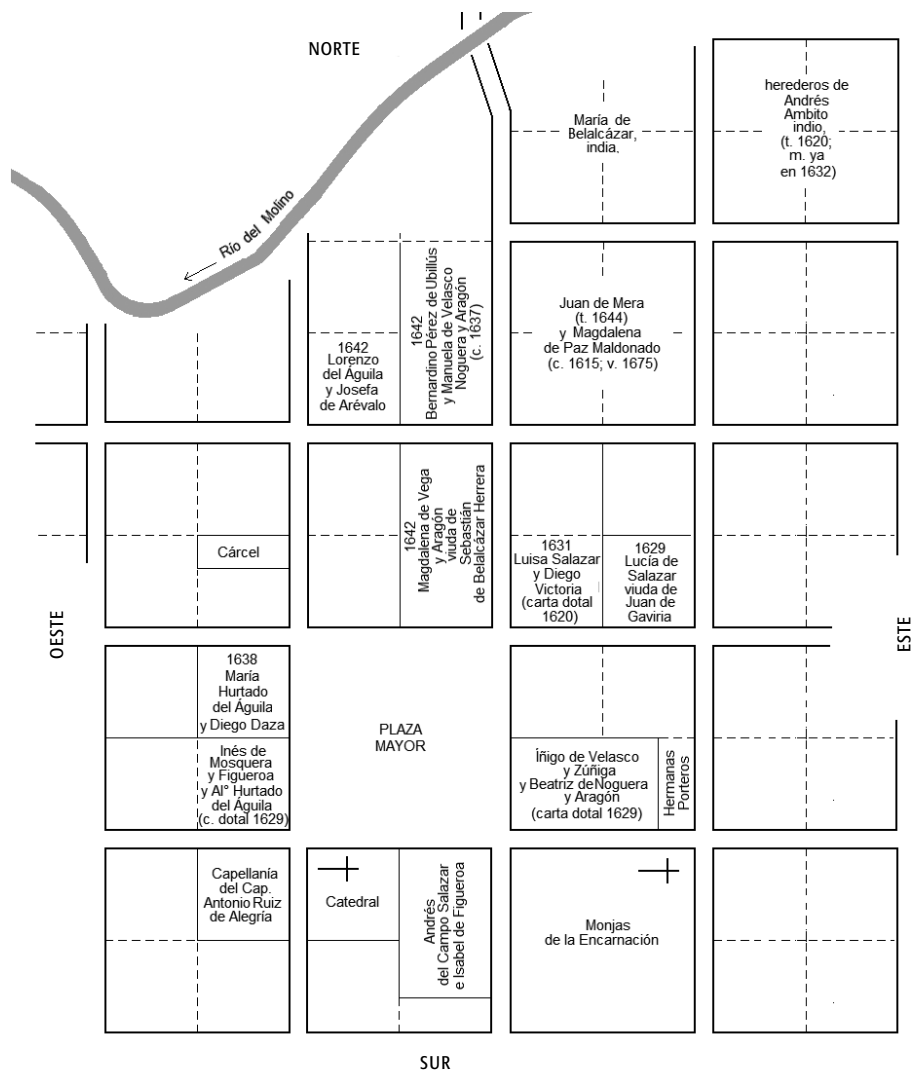 NORTE
María de
Belalcázar,
india.
herederos de
Andrés
Ambito
indio,
(t. 1620;
m. ya
en 1632)
Río del Molino
1642
Lorenzo
del Águila
y Josefa
de Arévalo
1642
Bernardino Pérez de Ubillús
y Manuela de Velasco
Noguera y Aragón
(c. 1637)
Juan de Mera
(t. 1644)
y Magdalena
de Paz Maldonado
(c. 1615; v. 1675)
Cárcel
1642
Magdalena de Vega
y Aragón
viuda de
Sebastián
de Belalcázar Herrera
1631
Luisa Salazar
y Diego
Victoria
(carta dotal
1620)
1629
Lucía de
Salazar
viuda de
Juan de
Gaviria
OESTE
ESTE
1638
María
Hurtado
del Águila
y Diego Daza
PLAZA
MAYOR
Inés de
Mosquera
y Figueroa
y Al° Hurtado
del Águila
(c. dotal 1629)
Íñigo de Velasco
y Zúñiga
y Beatriz de Noguera
y Aragón
(carta dotal 1629)
Hermanas
Porteros
Capellanía
del Cap.
Antonio Ruiz
de Alegría
Catedral
Andrés
del Campo Salazar
e Isabel de Figueroa
Monjas
de la Encarnación
SUR